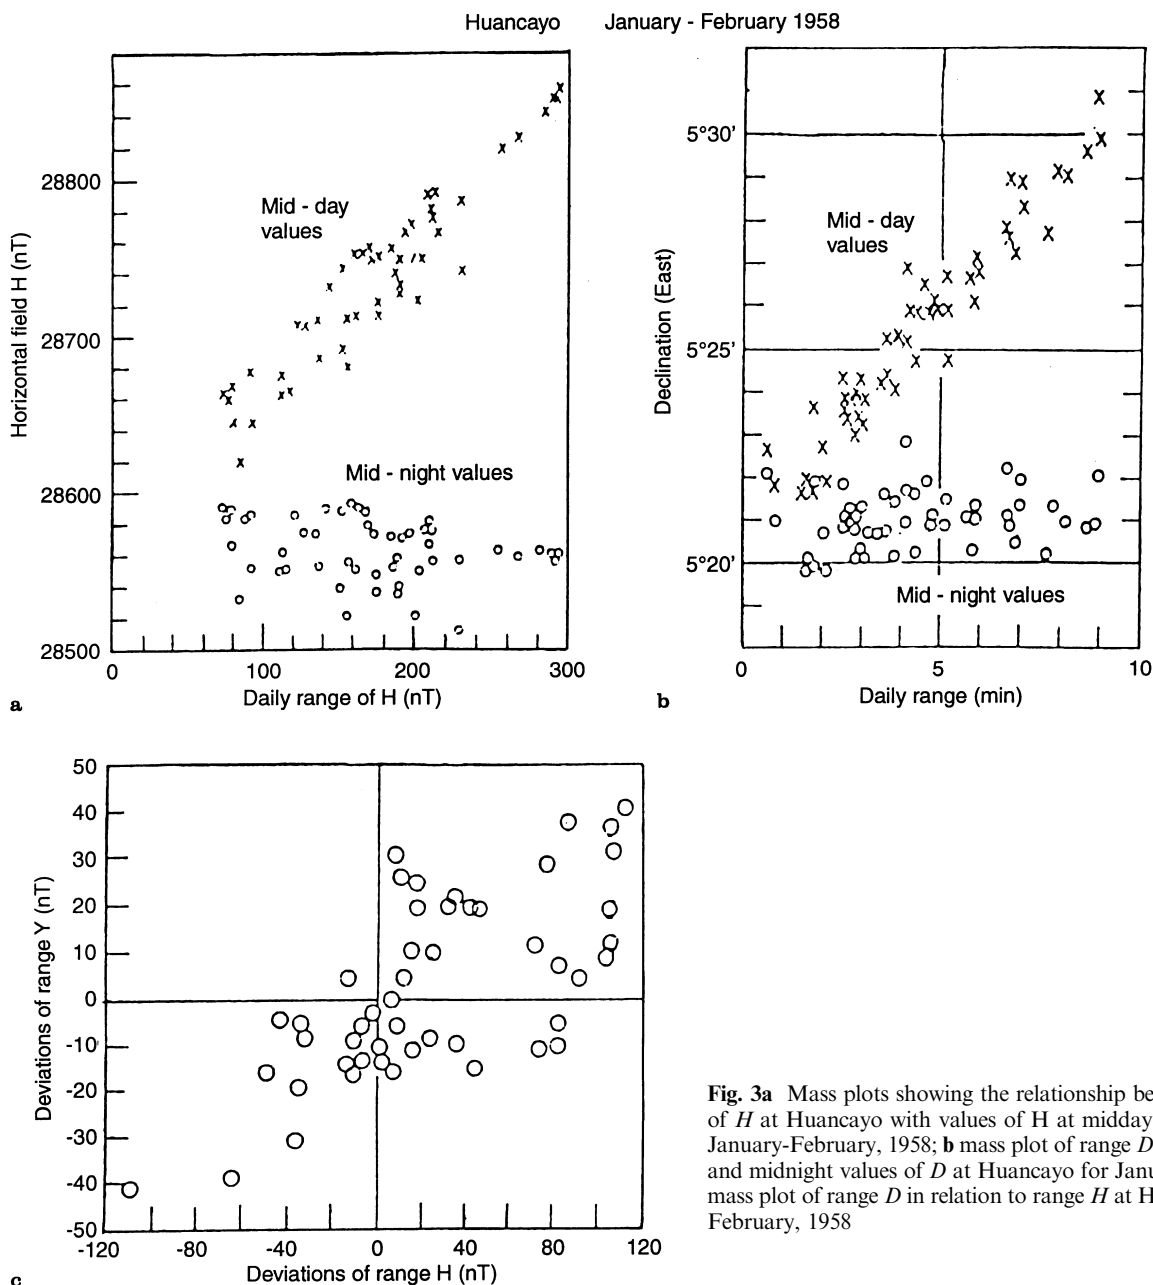 Huancayo January - February 1958
28800
28700
28600
28500
Horizontal field H (nT)
Mid - day
values
Mid - night values
0 100 200 300
Daily range of H (nT)
a
5°30'
5°25'
5°20'
Declination (East)
Mid - day
values
Mid - night values
0 5 10
Daily range (min)
b
50
40
30
20
10
0
-10
-20
-30
-40
-50
Deviations of range Y (nT)
-120 -80 -40 0 40 80 120
Deviations of range H (nT)
c
Fig. 3a Mass plots showing the relationship be
of H at Huancayo with values of H at midday
January-February, 1958; b mass plot of range D
and midnight values of D at Huancayo for Janu
mass plot of range D in relation to range H at H
February, 1958